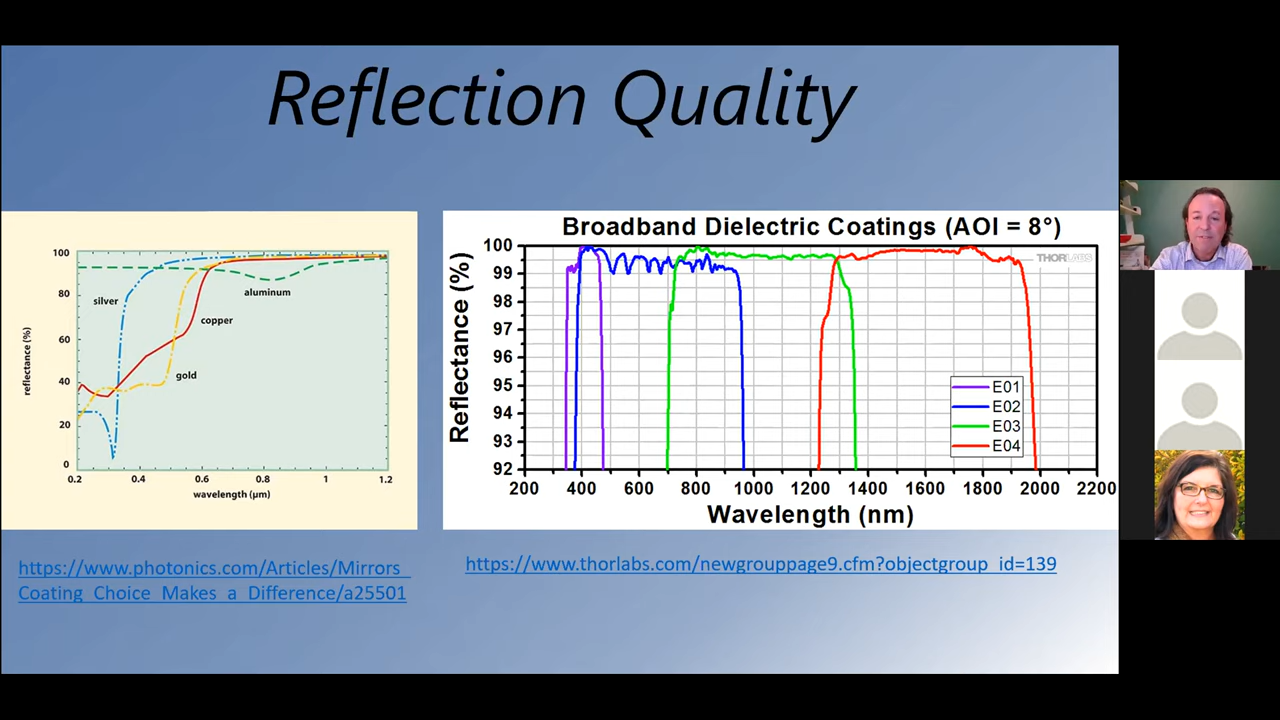 Reflection Quality
100
80
60
40
20
0
reflectance (%)
silver
aluminum
copper
gold
0.2 0.4 0.6 0.8 1 1.2
wavelength (µm)
https://www.photonics.com/Articles/Mirrors_
Coating_Choice_Makes_a_Difference/a25501
Broadband Dielectric Coatings (AOI = 8°)
THORLABS
100
99
98
97
96
95
94
93
92
Reflectance (%)
E01
E02
E03
E04
200 400 600 800 1000 1200 1400 1600 1800 2000 2200
Wavelength (nm)
https://www.thorlabs.com/newgrouppage9.cfm?objectgroup_id=139